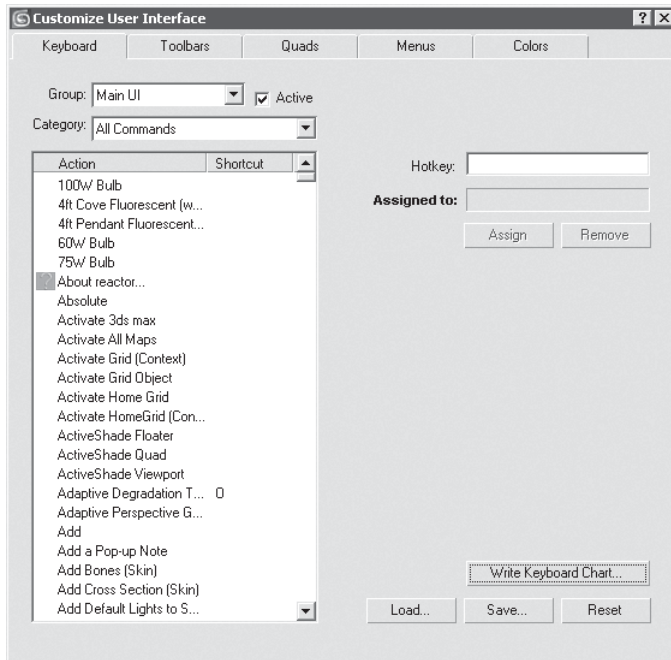 Customize User Interface
Keyboard Toolbars Quads Menus Colors
Group: Main UI Active
Category: All Commands
Action Shortcut
100W Bulb
4ft Cove Fluorescent (w...
4ft Pendant Fluorescent...
60W Bulb
75W Bulb
About reactor...
Absolute
Activate 3ds max
Activate All Maps
Activate Grid (Context)
Activate Grid Object
Activate Home Grid
Activate HomeGrid (Con...
ActiveShade Floater
ActiveShade Quad
ActiveShade Viewport
Adaptive Degradation T... O
Adaptive Perspective G...
Add
Add a Pop-up Note
Add Bones (Skin)
Add Cross Section (Skin)
Add Default Lights to S...
Hotkey:
Assigned to:
Assign Remove
Write Keyboard Chart...
Load... Save... Reset